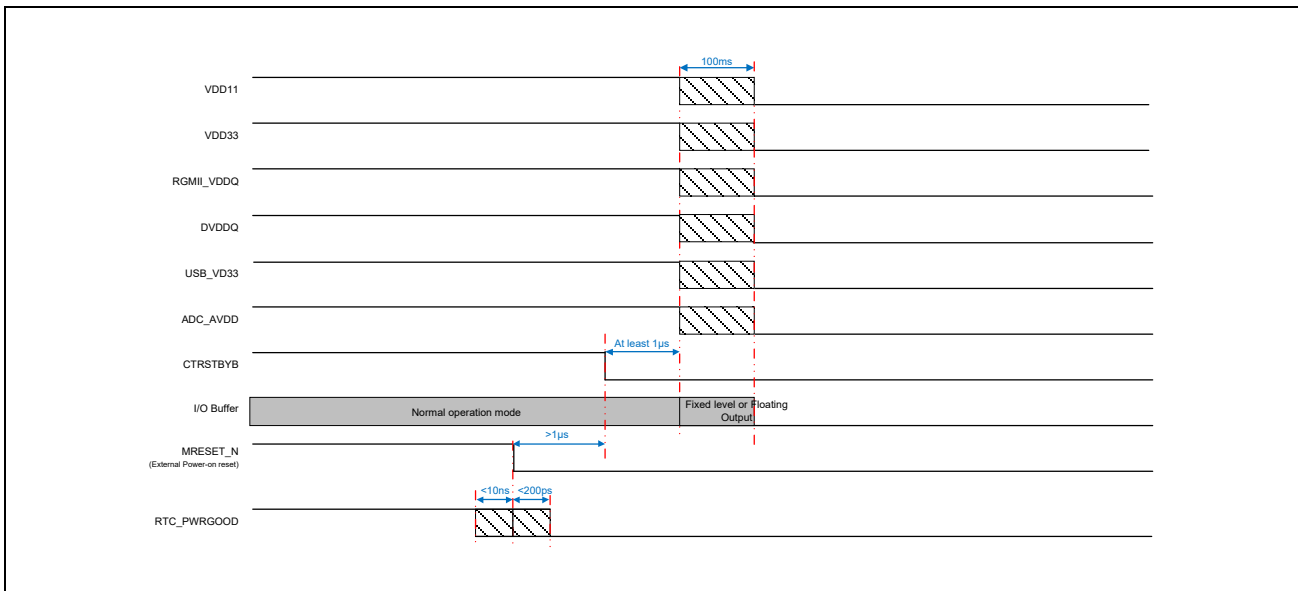 100ms
VDD11
VDD33
RGMII_VDDQ
DVDDQ
USB_VD33
ADC_AVDD
At least 1µs
CTRSTBYB
I/O Buffer
Normal operation mode
Fixed level or Floating
Output
>1µs
MRESET_N
(External Power-on reset)
<10ns
<200ps
RTC_PWRGOOD